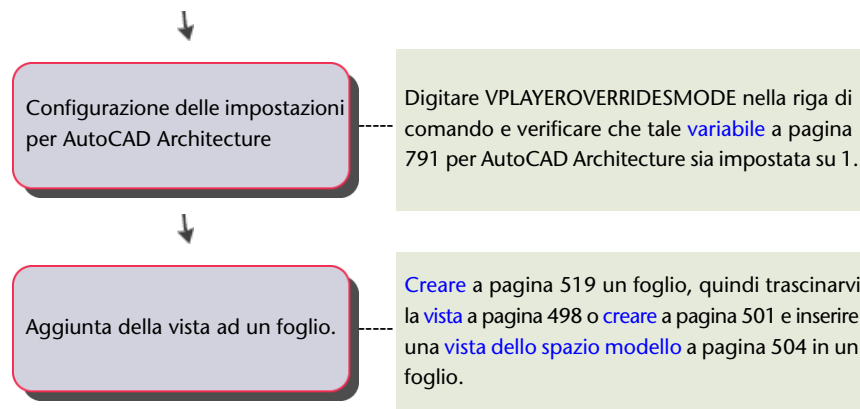 Configurazione delle impostazioni
per AutoCAD Architecture
Digitare VPLAYEROVERRIDESMODE nella riga di
comando e verificare che tale variabile a pagina
791 per AutoCAD Architecture sia impostata su 1.
Aggiunta della vista ad un foglio.
Creare a pagina 519 un foglio, quindi trascinarvi
la vista a pagina 498 o creare a pagina 501 e inserire
una vista dello spazio modello a pagina 504 in un
foglio.